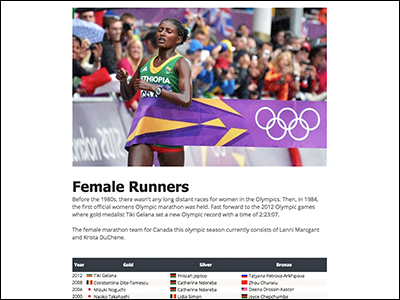 ETHIOPIA
London 2012
Female Runners
Before the 1980s, there wasn't any long distant races for women in the Olympics. Then, in 1984,
the first official womens Olympic marathon was held. Fast forward to the 2012 Olympic games
where gold medalist Tiki Gelana set a new Olympic record with a time of 2:23:07.
The female marathon team for Canada this olympic season currently consists of Lanni Marcgant
and Krista DuChene.
Year Gold Silver Bronze
2012 Tiki Gelana Priscah Jeptoo Tatyana Petrova-Arkhipova
2008 Constantina Dita-Tomescu Catherine Ndereba Zhou Chunxiu
2004 Mizuki Noguchi Catherine Ndereba Deena Drossin-Kastor
2000 Naoko Takahashi Lidia Simon Joyce Chepchumba